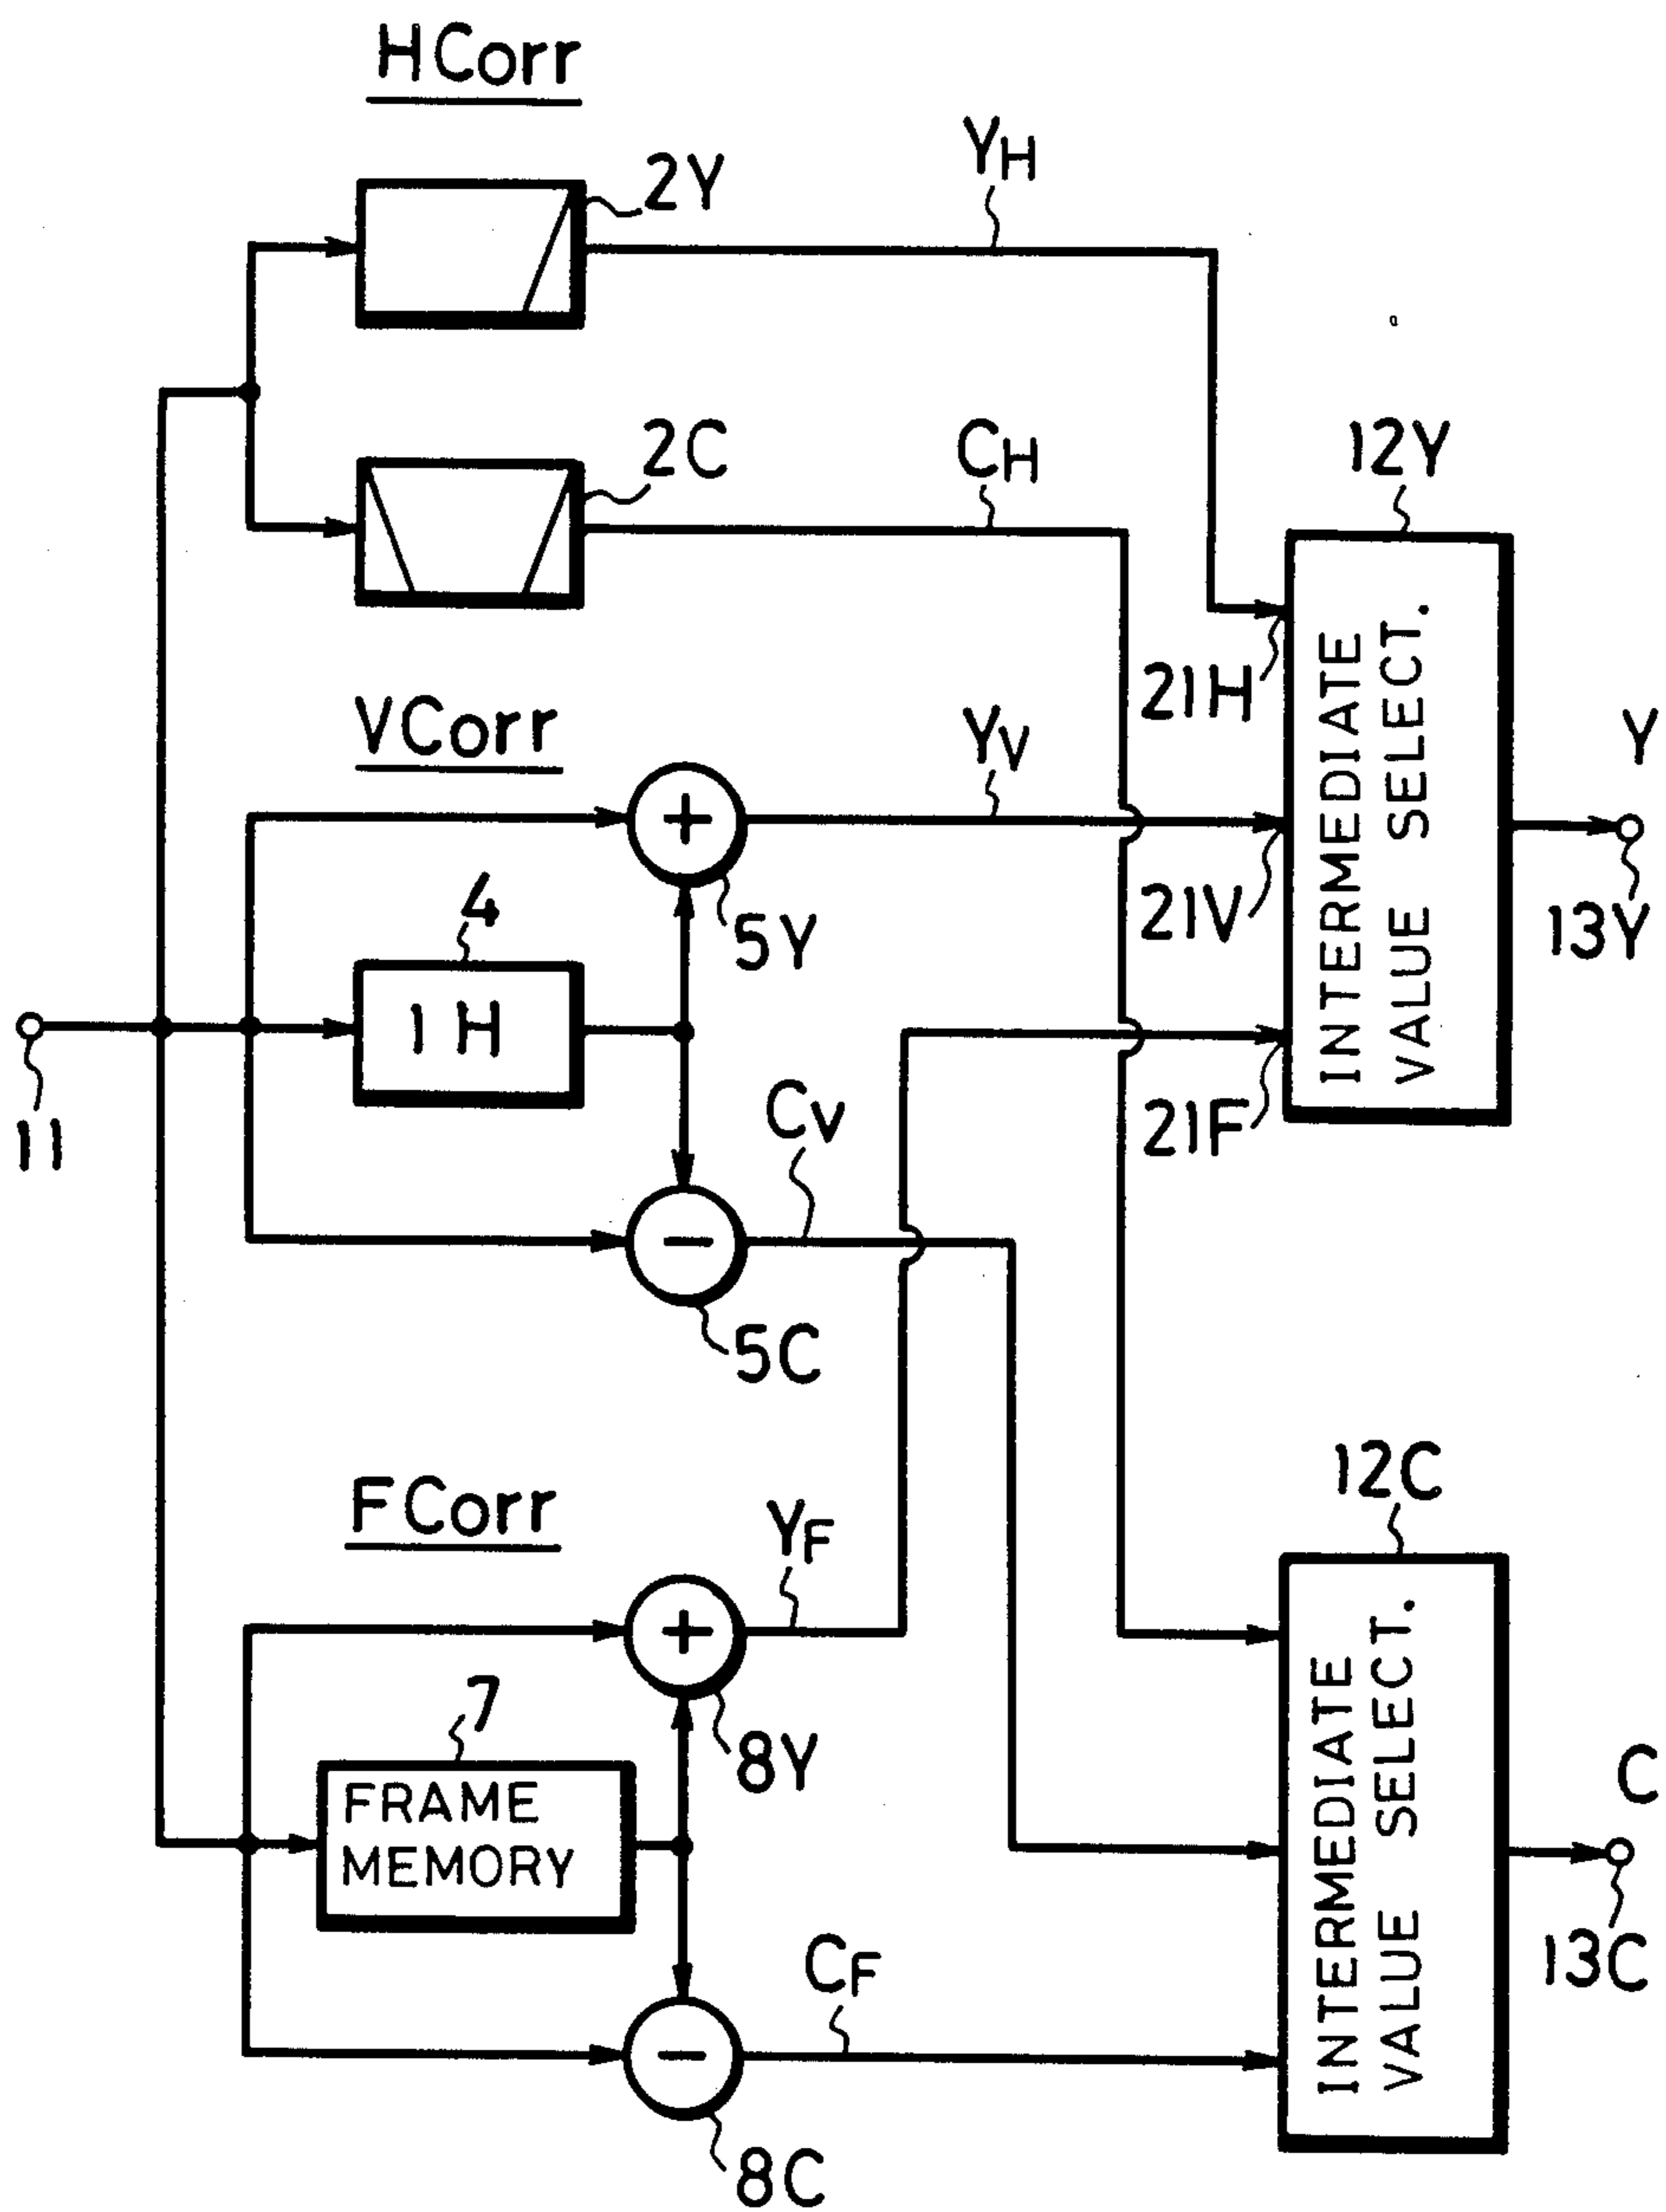 HCorr
2Y
YH
2C
CH
12Y
21H
INTERMEDIATE
VALUE SELECT.
VCorr
YV
Y
4
5Y
21V
13Y
1H
11
CV
21F
5C
FCorr
YF
12C
7
8Y
FRAME
MEMORY
INTERMEDIATE
VALUE SELECT.
C
CF
13C
8C